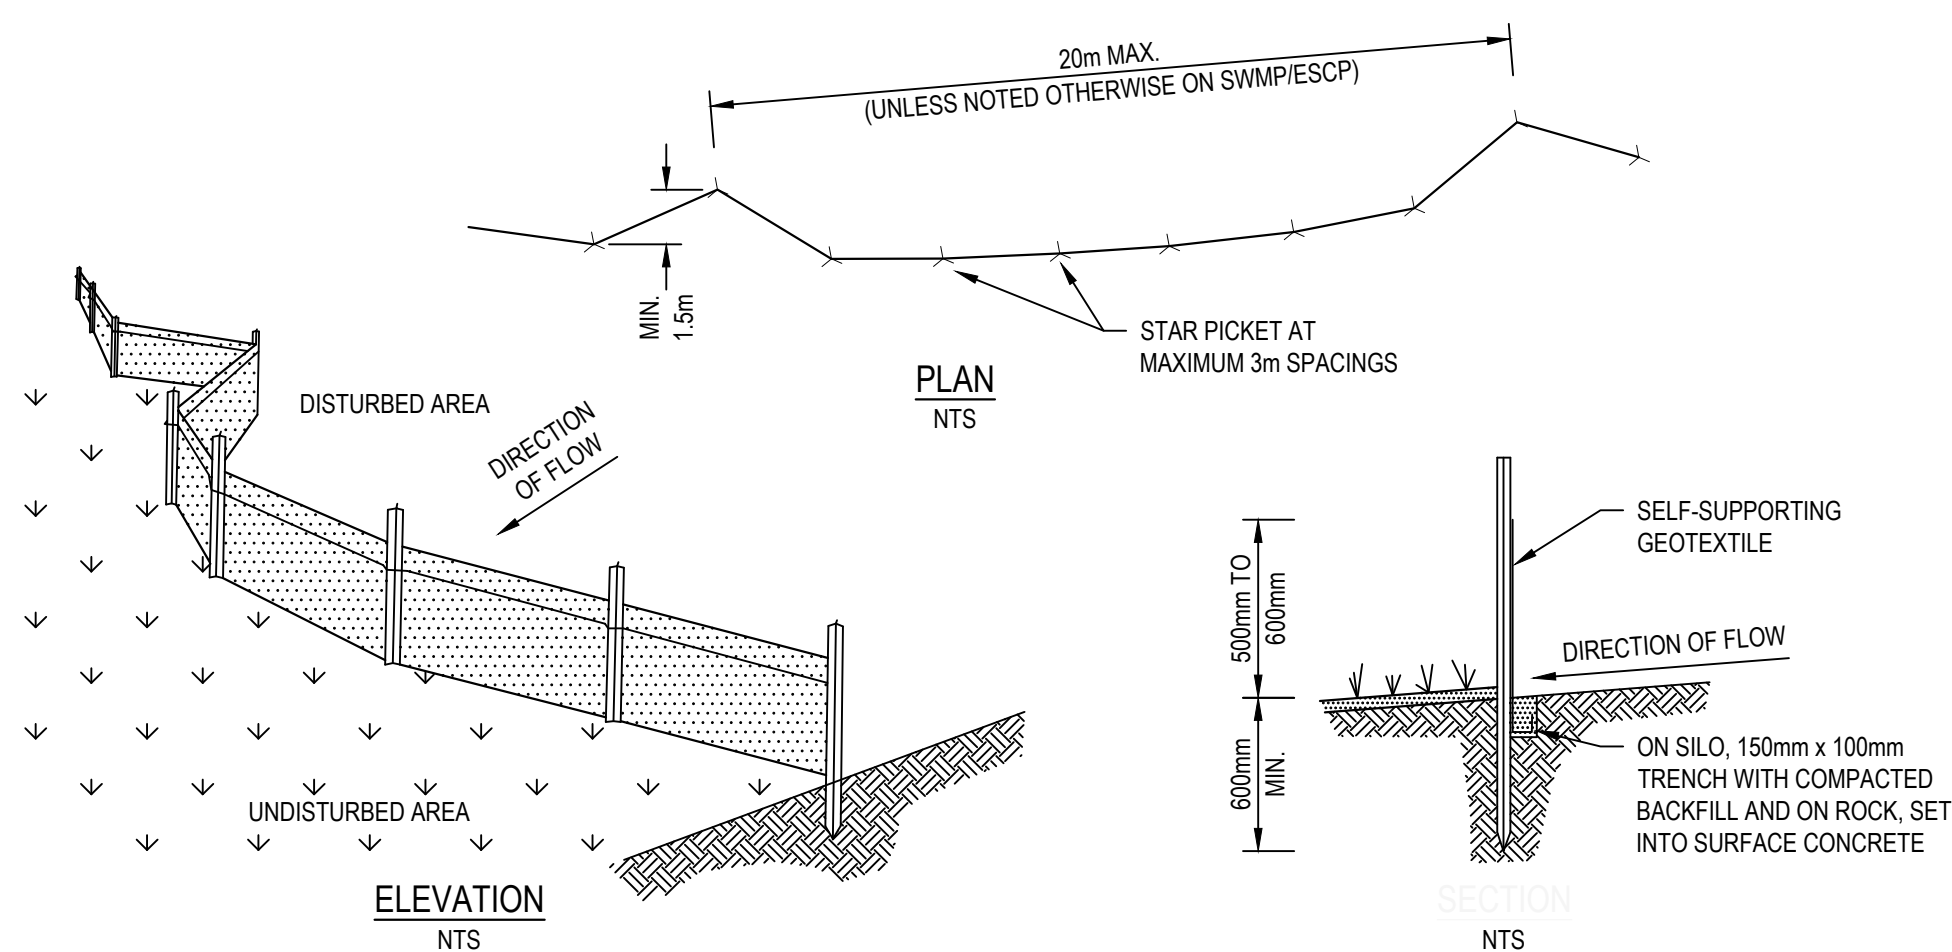 20m MAX.
(UNLESS NOTED OTHERWISE ON SWMP/ESCP)
MIN.
1.5m
STAR PICKET AT
MAXIMUM 3m SPACINGS
PLAN
NTS
DISTURBED AREA
DIRECTION
OF FLOW
UNDISTURBED AREA
ELEVATION
NTS
500mm TO
600mm
600mm
MIN.
SELF-SUPPORTING
GEOTEXTILE
DIRECTION OF FLOW
ON SILO, 150mm x 100mm
TRENCH WITH COMPACTED
BACKFILL AND ON ROCK, SET
INTO SURFACE CONCRETE
SECTION
NTS